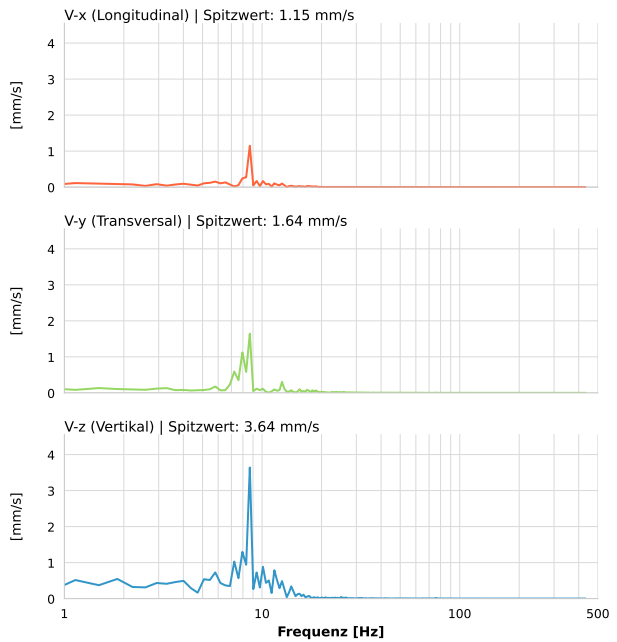 V-x (Longitudinal) | Spitzwert: 1.15 mm/s
[mm/s]
4
3
2
1
0
V-y (Transversal) | Spitzwert: 1.64 mm/s
[mm/s]
4
3
2
1
0
V-z (Vertikal) | Spitzwert: 3.64 mm/s
[mm/s]
4
3
2
1
0
1 10 100 500
Frequenz [Hz]